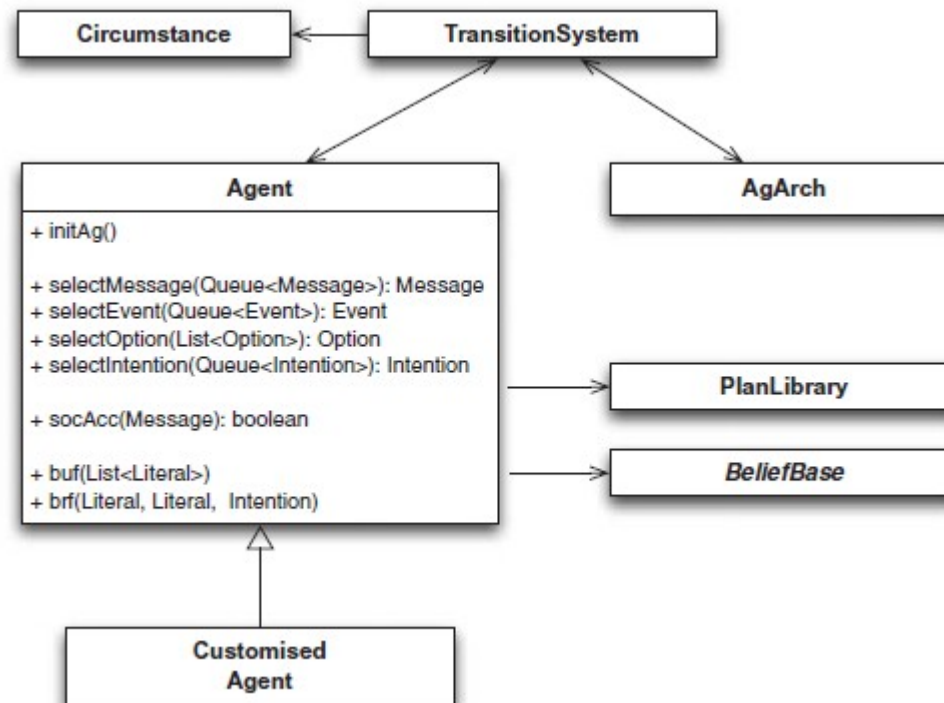 Circumstance
TransitionSystem
Agent
+ initAg()
+ selectMessage(Queue<Message>): Message
+ selectEvent(Queue<Event>): Event
+ selectOption(List<Option>): Option
+ selectIntention(Queue<Intention>): Intention
+ socAcc(Message): boolean
+ buf(List<Literal>)
+ brf(Literal, Literal, Intention)
AgArch
PlanLibrary
BeliefBase
Customised
Agent